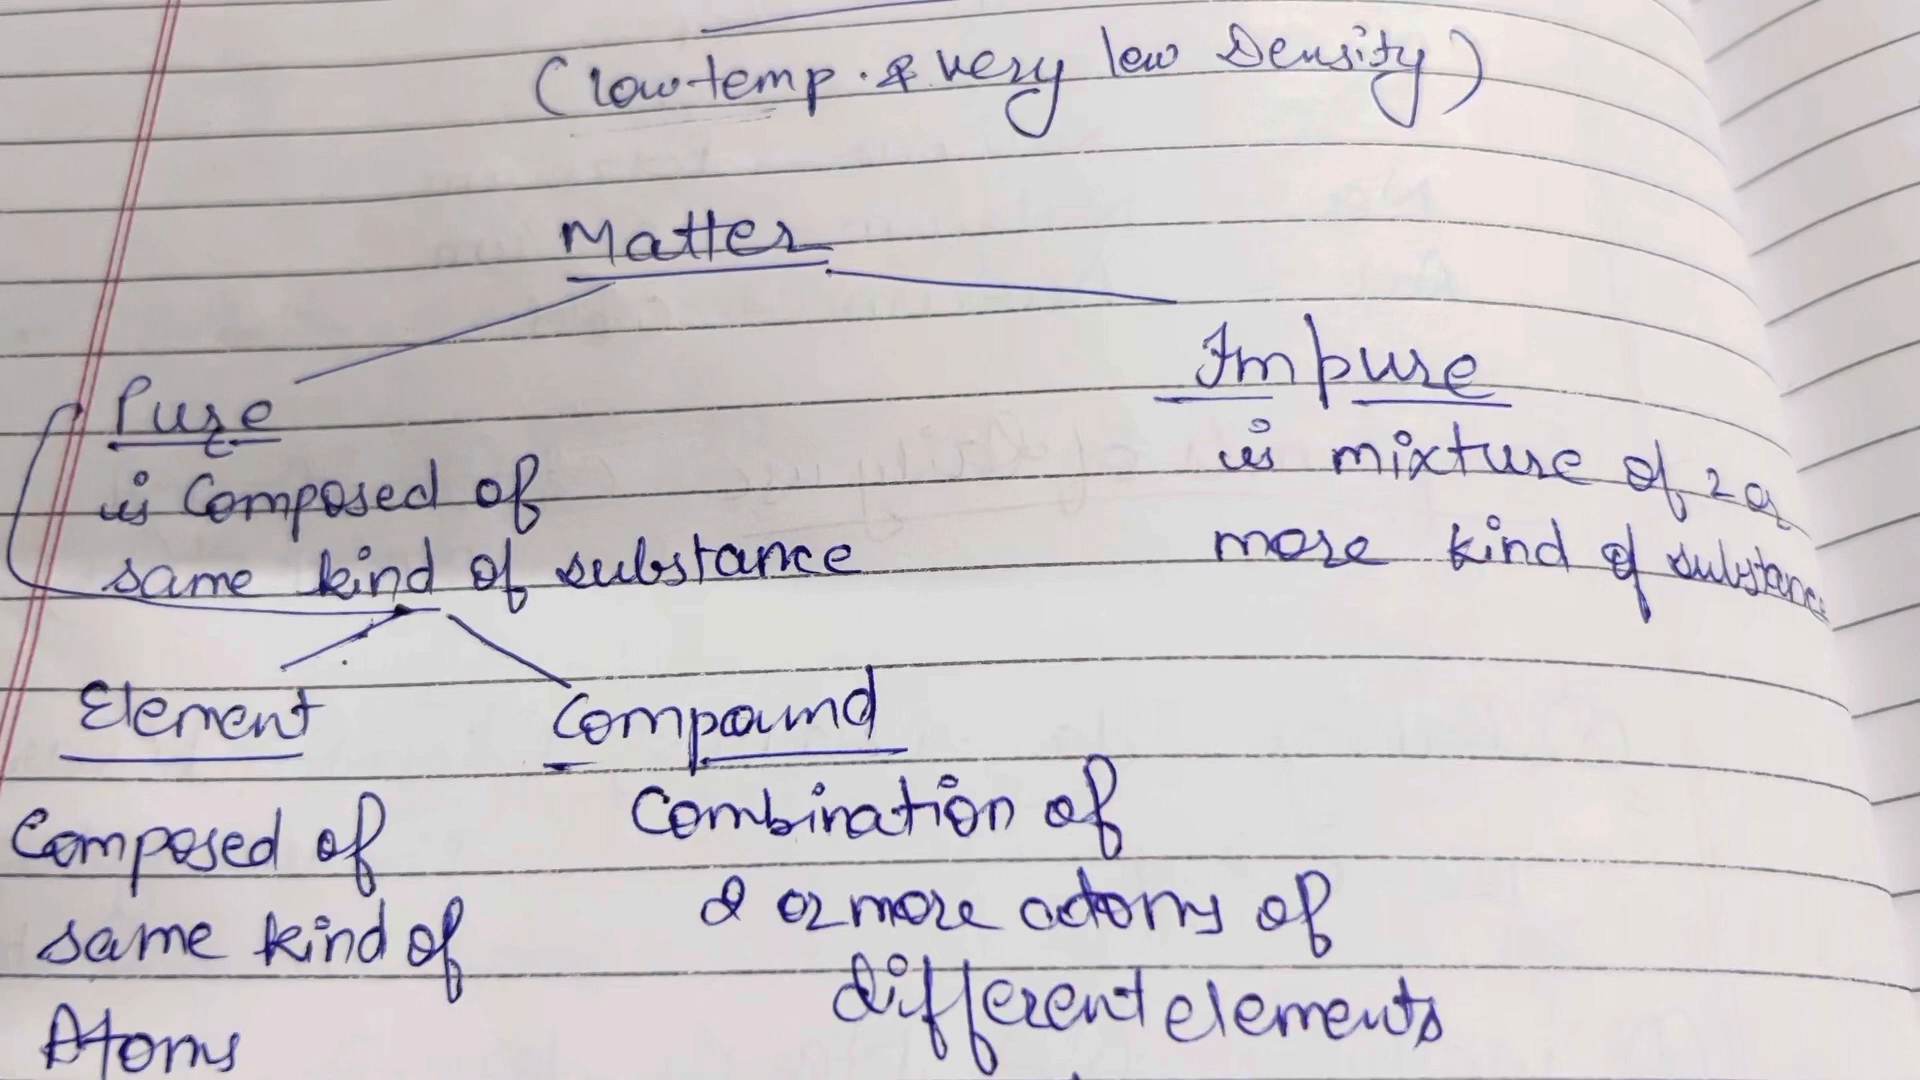 (low temp. & very low Density)
Matter
Pure
is Composed of
same kind of substance
Impure
is mixture of 2 or
more kind of substance
Element
Composed of
same kind of
Atoms
Compound
Combination of
2 or more atoms of
different elements